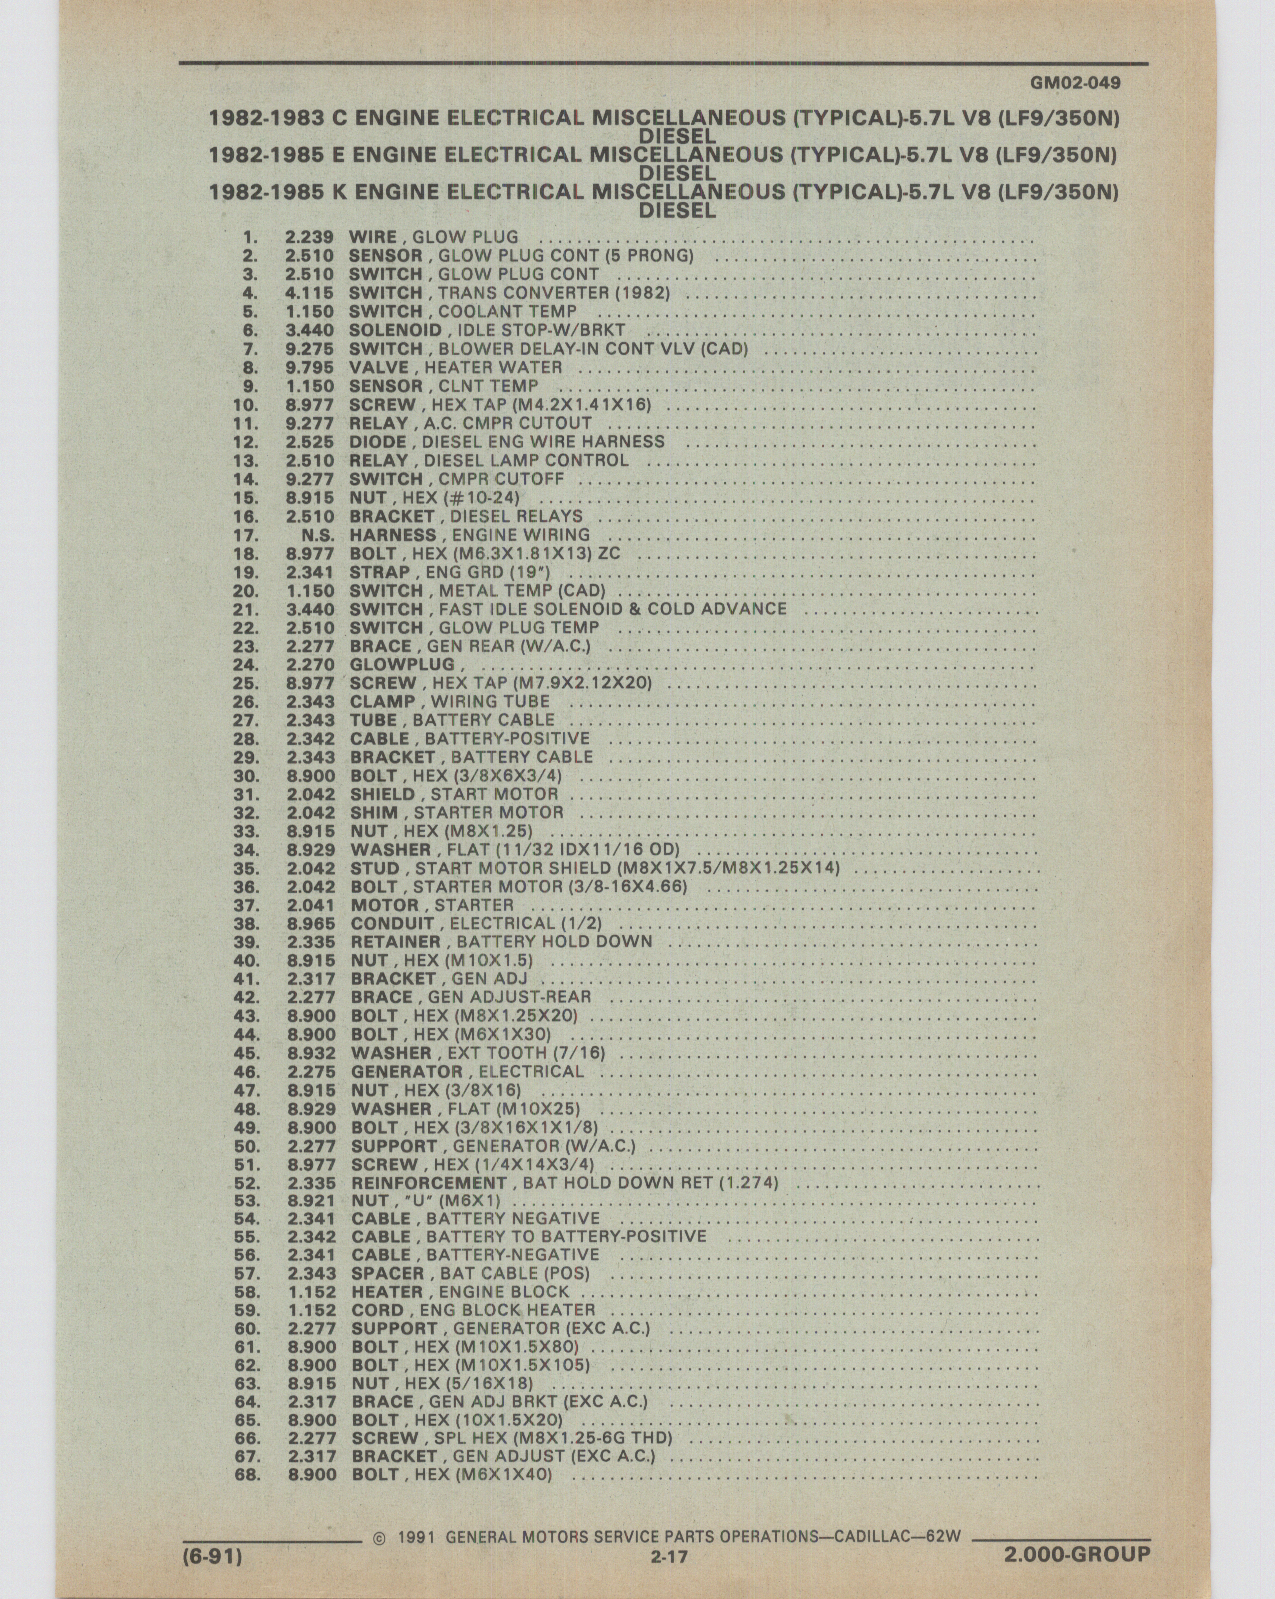 GM02-049
1982-1983 C ENGINE ELECTRICAL MISCELLANEOUS (TYPICAL)-5.7L V8 (LF9/350N)
DIESEL
1982-1985 E ENGINE ELECTRICAL MISCELLANEOUS (TYPICAL)-5.7L V8 (LF9/350N)
DIESEL
1982-1985 K ENGINE ELECTRICAL MISCELLANEOUS (TYPICAL)-5.7L V8 (LF9/350N)
DIESEL
1. 2.239 WIRE , GLOW PLUG
2. 2.510 SENSOR , GLOW PLUG CONT (5 PRONG)
3. 2.510 SWITCH , GLOW PLUG CONT
4. 4.115 SWITCH , TRANS CONVERTER (1982)
5. 1.150 SWITCH , COOLANT TEMP
6. 3.440 SOLENOID , IDLE STOP-W/BRKT
7. 9.275 SWITCH , BLOWER DELAY-IN CONT VLV (CAD)
8. 9.795 VALVE , HEATER WATER
9. 1.150 SENSOR , CLNT TEMP
10. 8.977 SCREW , HEX TAP (M4.2X1.41X16)
11. 9.277 RELAY , A.C. CMPR CUTOUT
12. 2.525 DIODE , DIESEL ENG WIRE HARNESS
13. 2.510 RELAY , DIESEL LAMP CONTROL
14. 9.277 SWITCH , CMPR CUTOFF
15. 8.915 NUT , HEX (#10-24)
16. 2.510 BRACKET , DIESEL RELAYS
17. N.S. HARNESS , ENGINE WIRING
18. 8.977 BOLT , HEX (M6.3X1.81X13) ZC
19. 2.341 STRAP , ENG GRD (19")
20. 1.150 SWITCH , METAL TEMP (CAD)
21. 3.440 SWITCH , FAST IDLE SOLENOID & COLD ADVANCE
22. 2.510 SWITCH , GLOW PLUG TEMP
23. 2.277 BRACE , GEN REAR (W/A.C.)
24. 2.270 GLOWPLUG ,
25. 8.977 SCREW , HEX TAP (M7.9X2.12X20)
26. 2.343 CLAMP , WIRING TUBE
27. 2.343 TUBE , BATTERY CABLE
28. 2.342 CABLE , BATTERY-POSITIVE
29. 2.343 BRACKET , BATTERY CABLE
30. 8.900 BOLT , HEX (3/8X6X3/4)
31. 2.042 SHIELD , START MOTOR
32. 2.042 SHIM , STARTER MOTOR
33. 8.915 NUT , HEX (M8X1.25)
34. 8.929 WASHER , FLAT (11/32 IDX11/16 OD)
35. 2.042 STUD , START MOTOR SHIELD (M8X1X7.5/M8X1.25X14)
36. 2.042 BOLT , STARTER MOTOR (3/8-16X4.66)
37. 2.041 MOTOR , STARTER
38. 8.965 CONDUIT , ELECTRICAL (1/2)
39. 2.335 RETAINER , BATTERY HOLD DOWN
40. 8.915 NUT , HEX (M10X1.5)
41. 2.317 BRACKET , GEN ADJ
42. 2.277 BRACE , GEN ADJUST-REAR
43. 8.900 BOLT , HEX (M8X1.25X20)
44. 8.900 BOLT , HEX (M6X1X30)
45. 8.932 WASHER , EXT TOOTH (7/16)
46. 2.275 GENERATOR , ELECTRICAL
47. 8.915 NUT , HEX (3/8X16)
48. 8.929 WASHER , FLAT (M10X25)
49. 8.900 BOLT , HEX (3/8X16X1X1/8)
50. 2.277 SUPPORT , GENERATOR (W/A.C.)
51. 8.977 SCREW , HEX (1/4X14X3/4)
52. 2.335 REINFORCEMENT , BAT HOLD DOWN RET (1.274)
53. 8.921 NUT , "U" (M6X1)
54. 2.341 CABLE , BATTERY NEGATIVE
55. 2.342 CABLE , BATTERY TO BATTERY-POSITIVE
56. 2.341 CABLE , BATTERY-NEGATIVE
57. 2.343 SPACER , BAT CABLE (POS)
58. 1.152 HEATER , ENGINE BLOCK
59. 1.152 CORD , ENG BLOCK HEATER
60. 2.277 SUPPORT , GENERATOR (EXC A.C.)
61. 8.900 BOLT , HEX (M10X1.5X80)
62. 8.900 BOLT , HEX (M10X1.5X105)
63. 8.915 NUT , HEX (5/16X18)
64. 2.317 BRACE , GEN ADJ BRKT (EXC A.C.)
65. 8.900 BOLT , HEX (10X1.5X20)
66. 2.277 SCREW , SPL HEX (M8X1.25-6G THD)
67. 2.317 BRACKET , GEN ADJUST (EXC A.C.)
68. 8.900 BOLT , HEX (M6X1X40)
© 1991 GENERAL MOTORS SERVICE PARTS OPERATIONS—CADILLAC—62W
(6-91) 2-17 2.000-GROUP